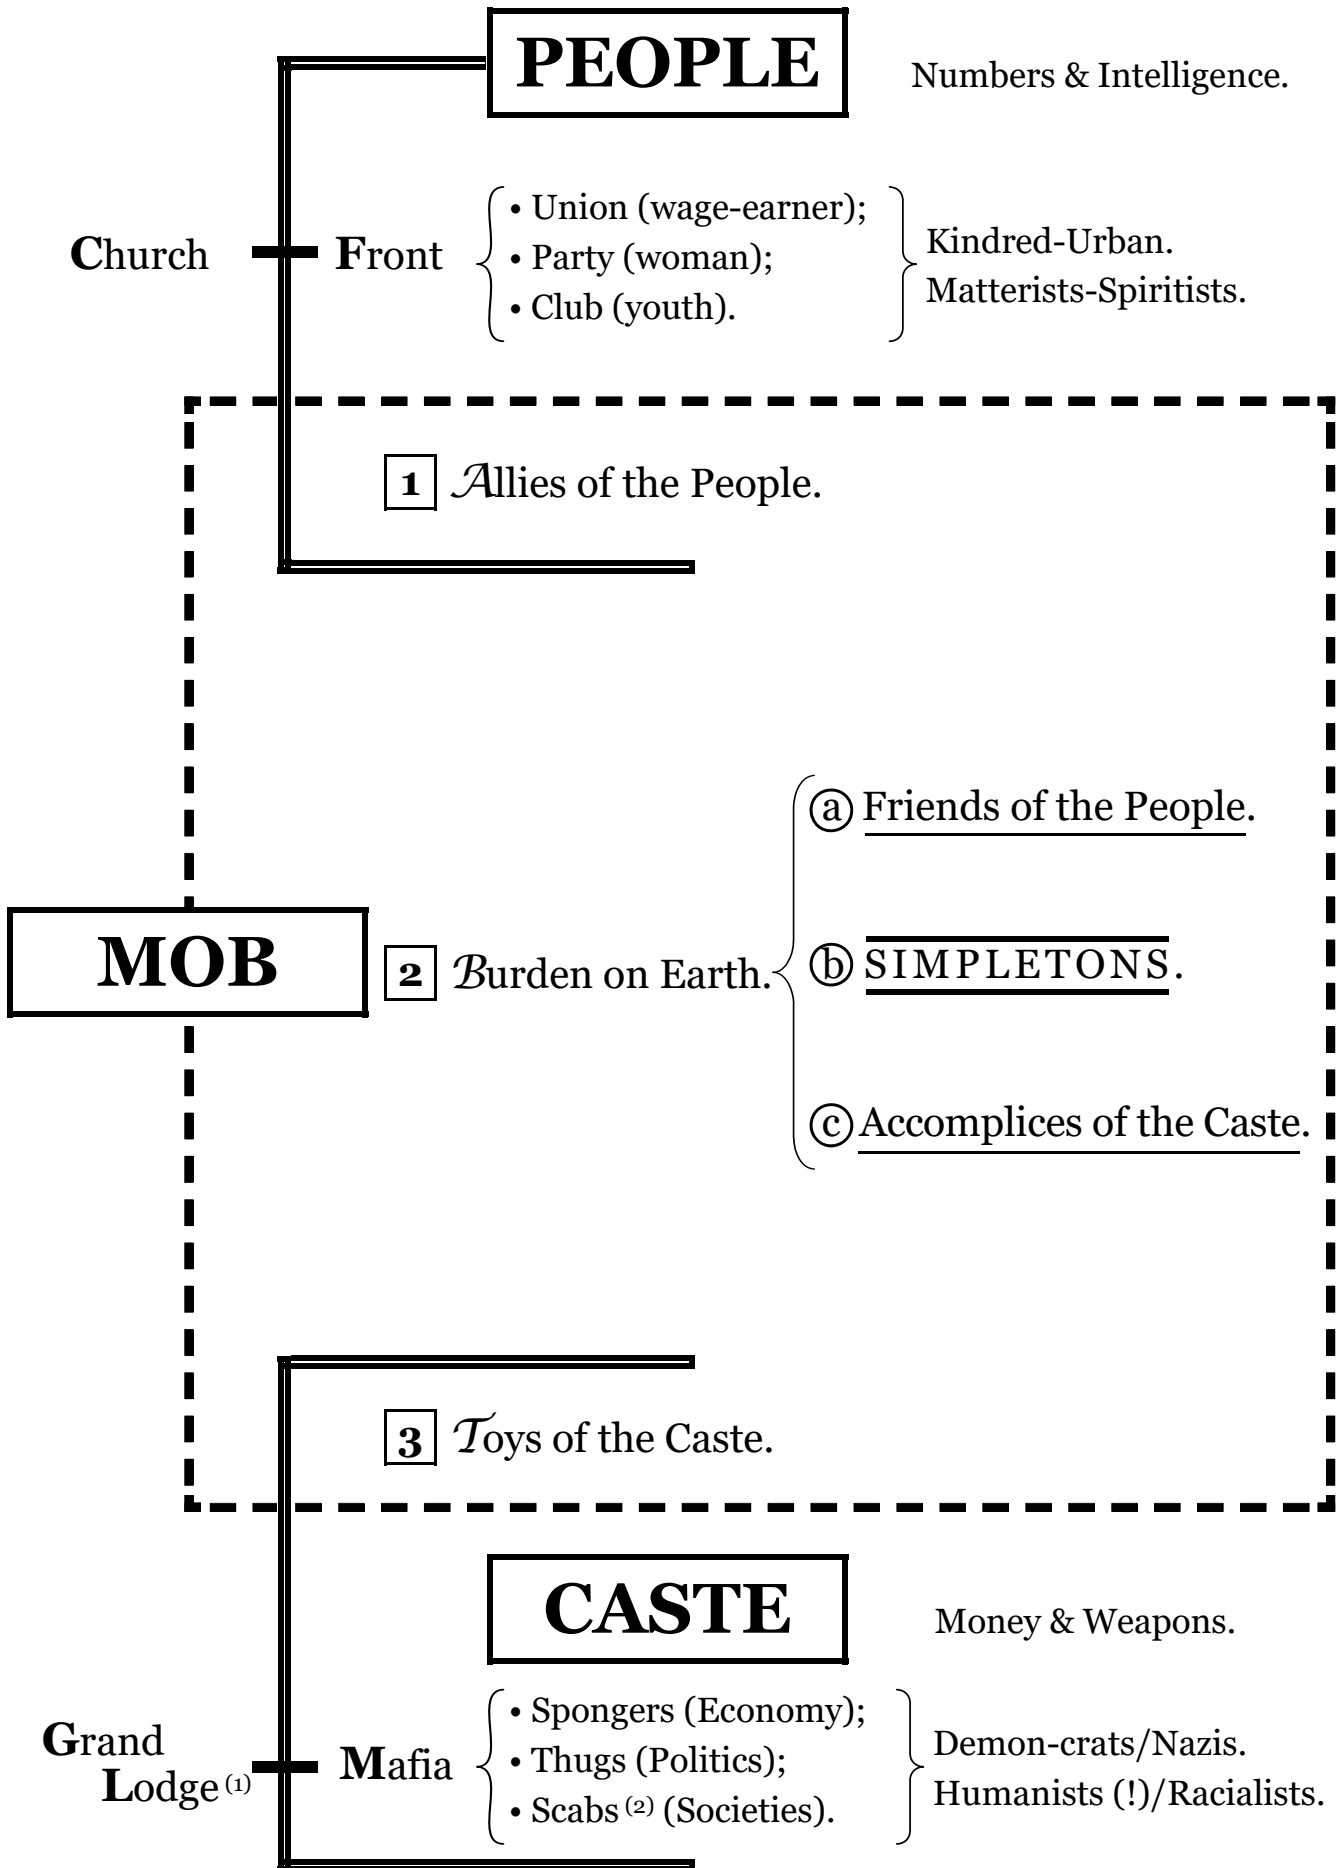 PEOPLE Numbers & Intelligence.
Church Front
• Union (wage-earner);
• Party (woman);
• Club (youth).
Kindred-Urban.
Matterists-Spiritists.
1 Allies of the People.
MOB
2 Burden on Earth.
a Friends of the People.
b SIMPLETONS.
c Accomplices of the Caste.
3 Toys of the Caste.
CASTE Money & Weapons.
Grand
Lodge (1)
Mafia
• Spongers (Economy);
• Thugs (Politics);
• Scabs (2) (Societies).
Demon-crats/Nazis.
Humanists (!)/Racialists.